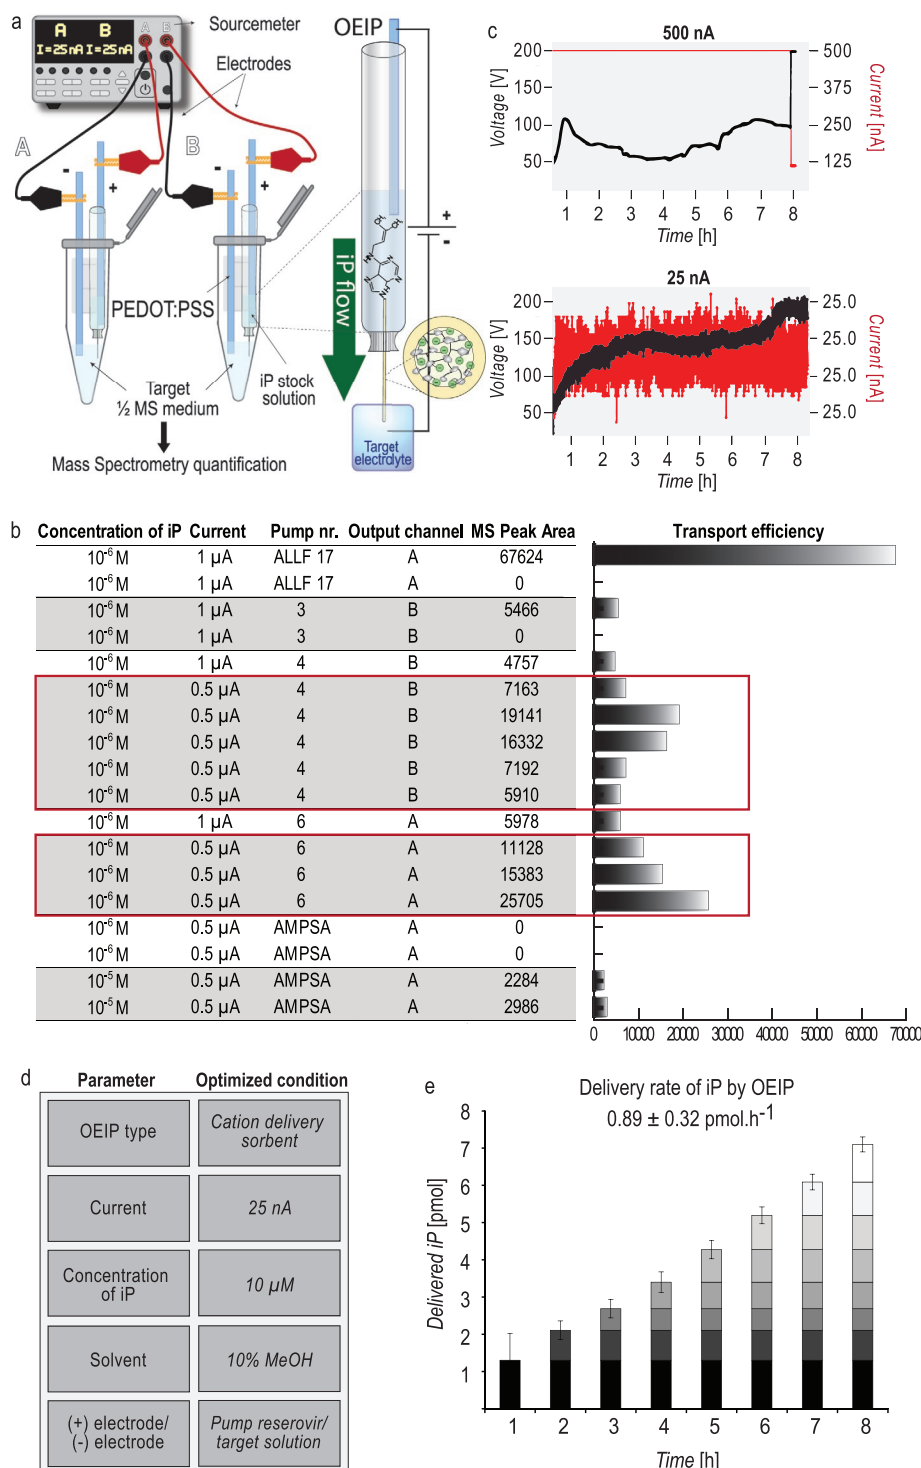 a
A B
I=25nA I=25nA
A B
Sourcemeter
Electrodes
A
B
- +
- +
PEDOT:PSS
Target
½ MS medium
iP stock
solution
Mass Spectrometry quantification
OEIP
iP flow
+
-
Target
electrolyte
c
500 nA
Voltage [V]
200
150
100
50
500
375
250
125
Current [nA]
1 2 3 4 5 6 7 8
Time [h]
25 nA
Voltage [V]
200
150
100
50
25.0
25.0
25.0
25.0
Current [nA]
1 2 3 4 5 6 7 8
Time [h]
b
Concentration of iP Current Pump nr. Output channel MS Peak Area Transport efficiency
10⁻⁶ M 1 µA ALLF 17 A 67624
10⁻⁶ M 1 µA ALLF 17 A 0
10⁻⁶ M 1 µA 3 B 5466
10⁻⁶ M 1 µA 3 B 0
10⁻⁶ M 1 µA 4 B 4757
10⁻⁶ M 0.5 µA 4 B 7163
10⁻⁶ M 0.5 µA 4 B 19141
10⁻⁶ M 0.5 µA 4 B 16332
10⁻⁶ M 0.5 µA 4 B 7192
10⁻⁶ M 0.5 µA 4 B 5910
10⁻⁶ M 1 µA 6 A 5978
10⁻⁶ M 0.5 µA 6 A 11128
10⁻⁶ M 0.5 µA 6 A 15383
10⁻⁶ M 0.5 µA 6 A 25705
10⁻⁶ M 0.5 µA AMPSA A 0
10⁻⁶ M 0.5 µA AMPSA A 0
10⁻⁵ M 0.5 µA AMPSA A 2284
10⁻⁵ M 0.5 µA AMPSA A 2986
0 10000 20000 30000 40000 50000 60000 70000
d
Parameter Optimized condition
OEIP type
Cation delivery
sorbent
Current
25 nA
Concentration
of iP
10 µM
Solvent
10% MeOH
(+) electrode/
(-) electrode
Pump reserovir/
target solution
e
Delivery rate of iP by OEIP
0.89 ± 0.32 pmol.h⁻¹
Delivered iP [pmol]
8
7
6
5
4
3
2
1
1 2 3 4 5 6 7 8
Time [h]